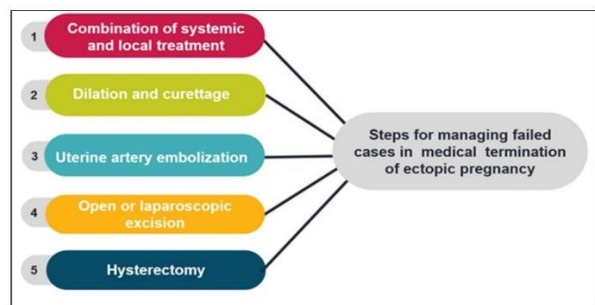 1
Combination of systemic
and local treatment
2
Dilation and curettage
3
Uterine artery embolization
4
Open or laparoscopic
excision
5
Hysterectomy
Steps for managing failed
cases in medical termination
of ectopic pregnancy